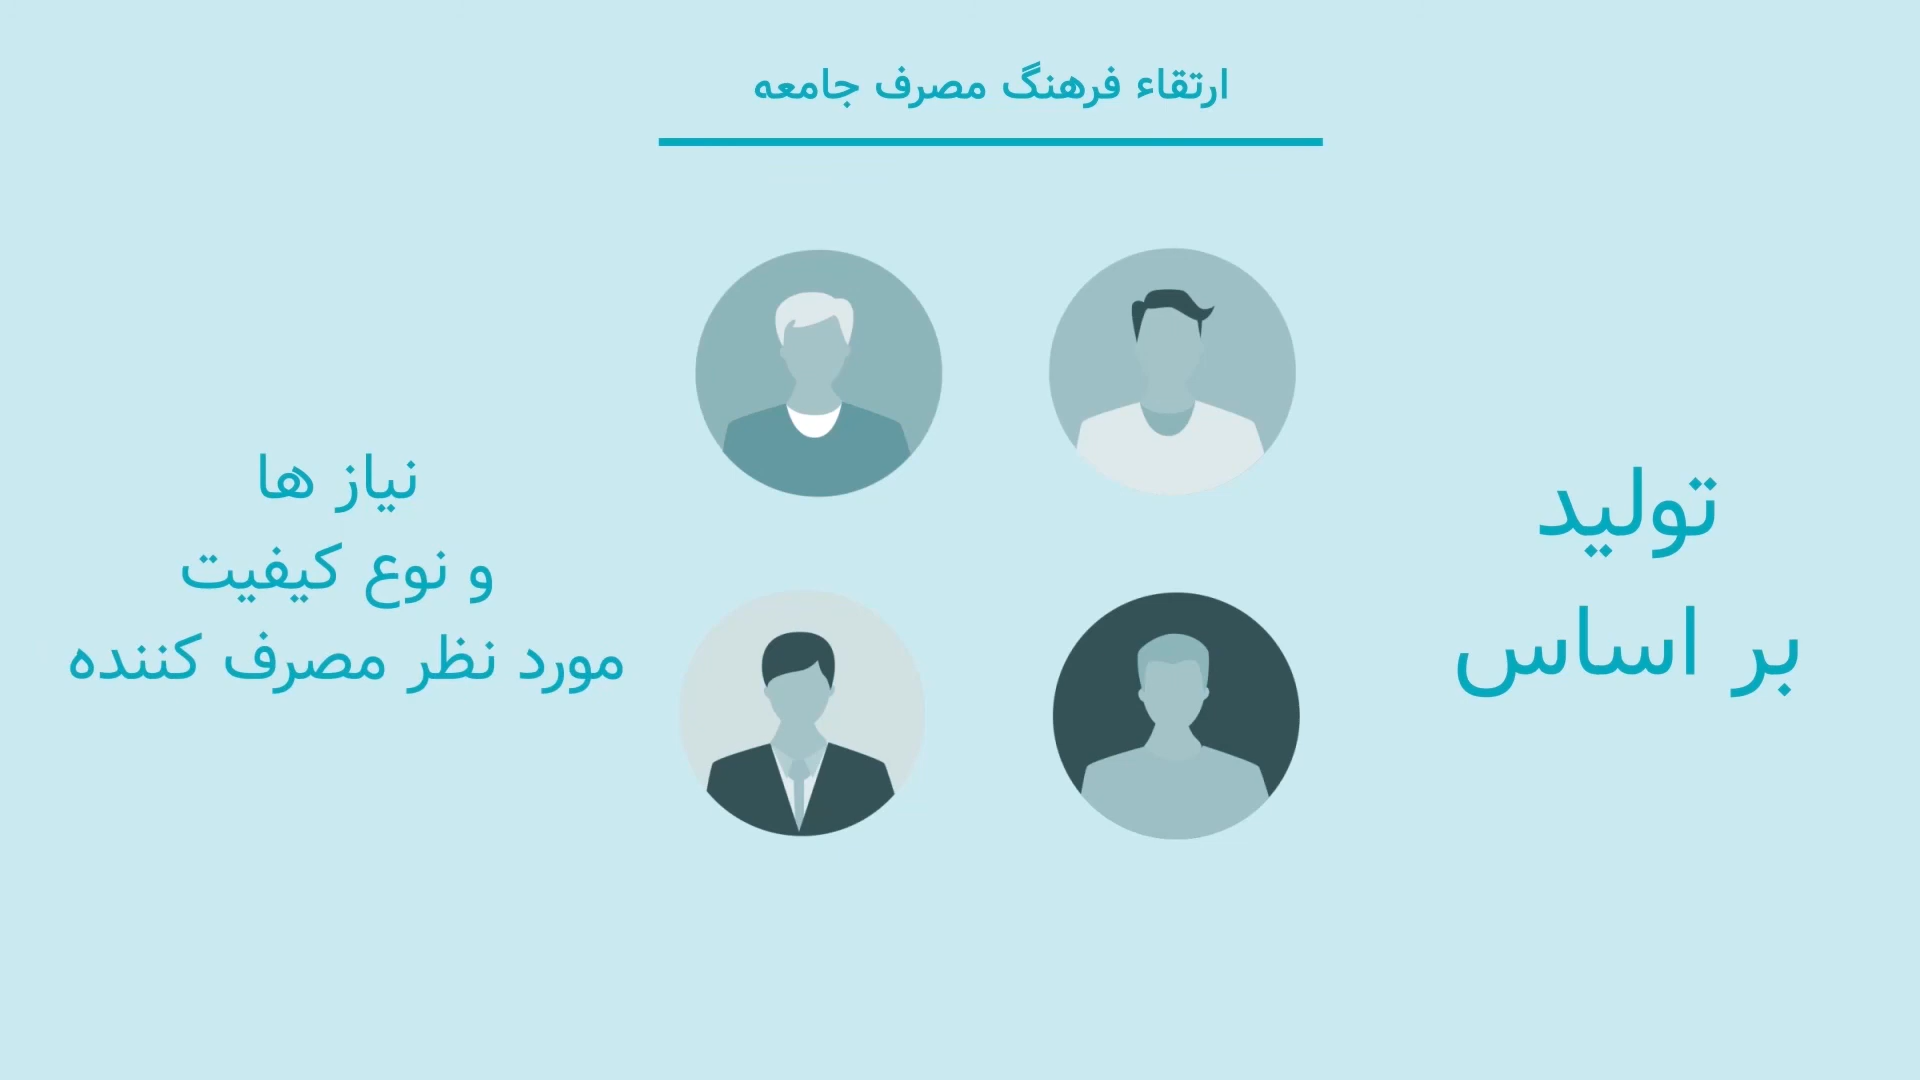 ارتقاء فرهنگ مصرف جامعه
تولید
بر اساس
نیاز ها
و نوع کیفیت
مورد نظر مصرف کننده